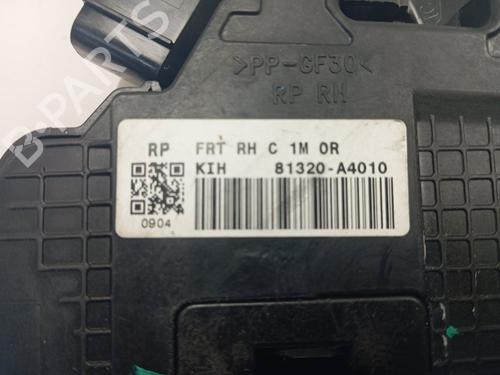 >PP-GF30<
RP RH
RP FRT RH C 1M OR
KIH 81320-A4010
0904
B-PARTS